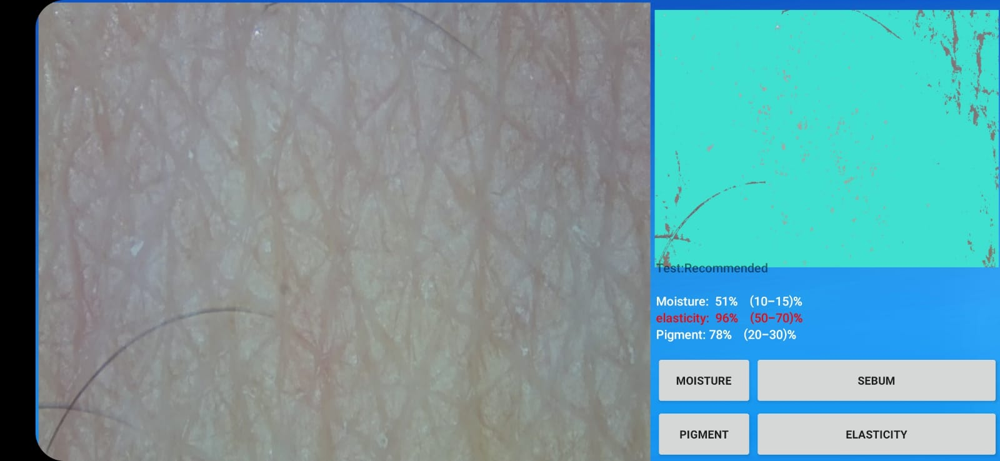 Test:Recommended
Moisture: 51% (10–15)%
elasticity: 96% (50–70)%
Pigment: 78% (20–30)%
MOISTURE SEBUM
PIGMENT ELASTICITY